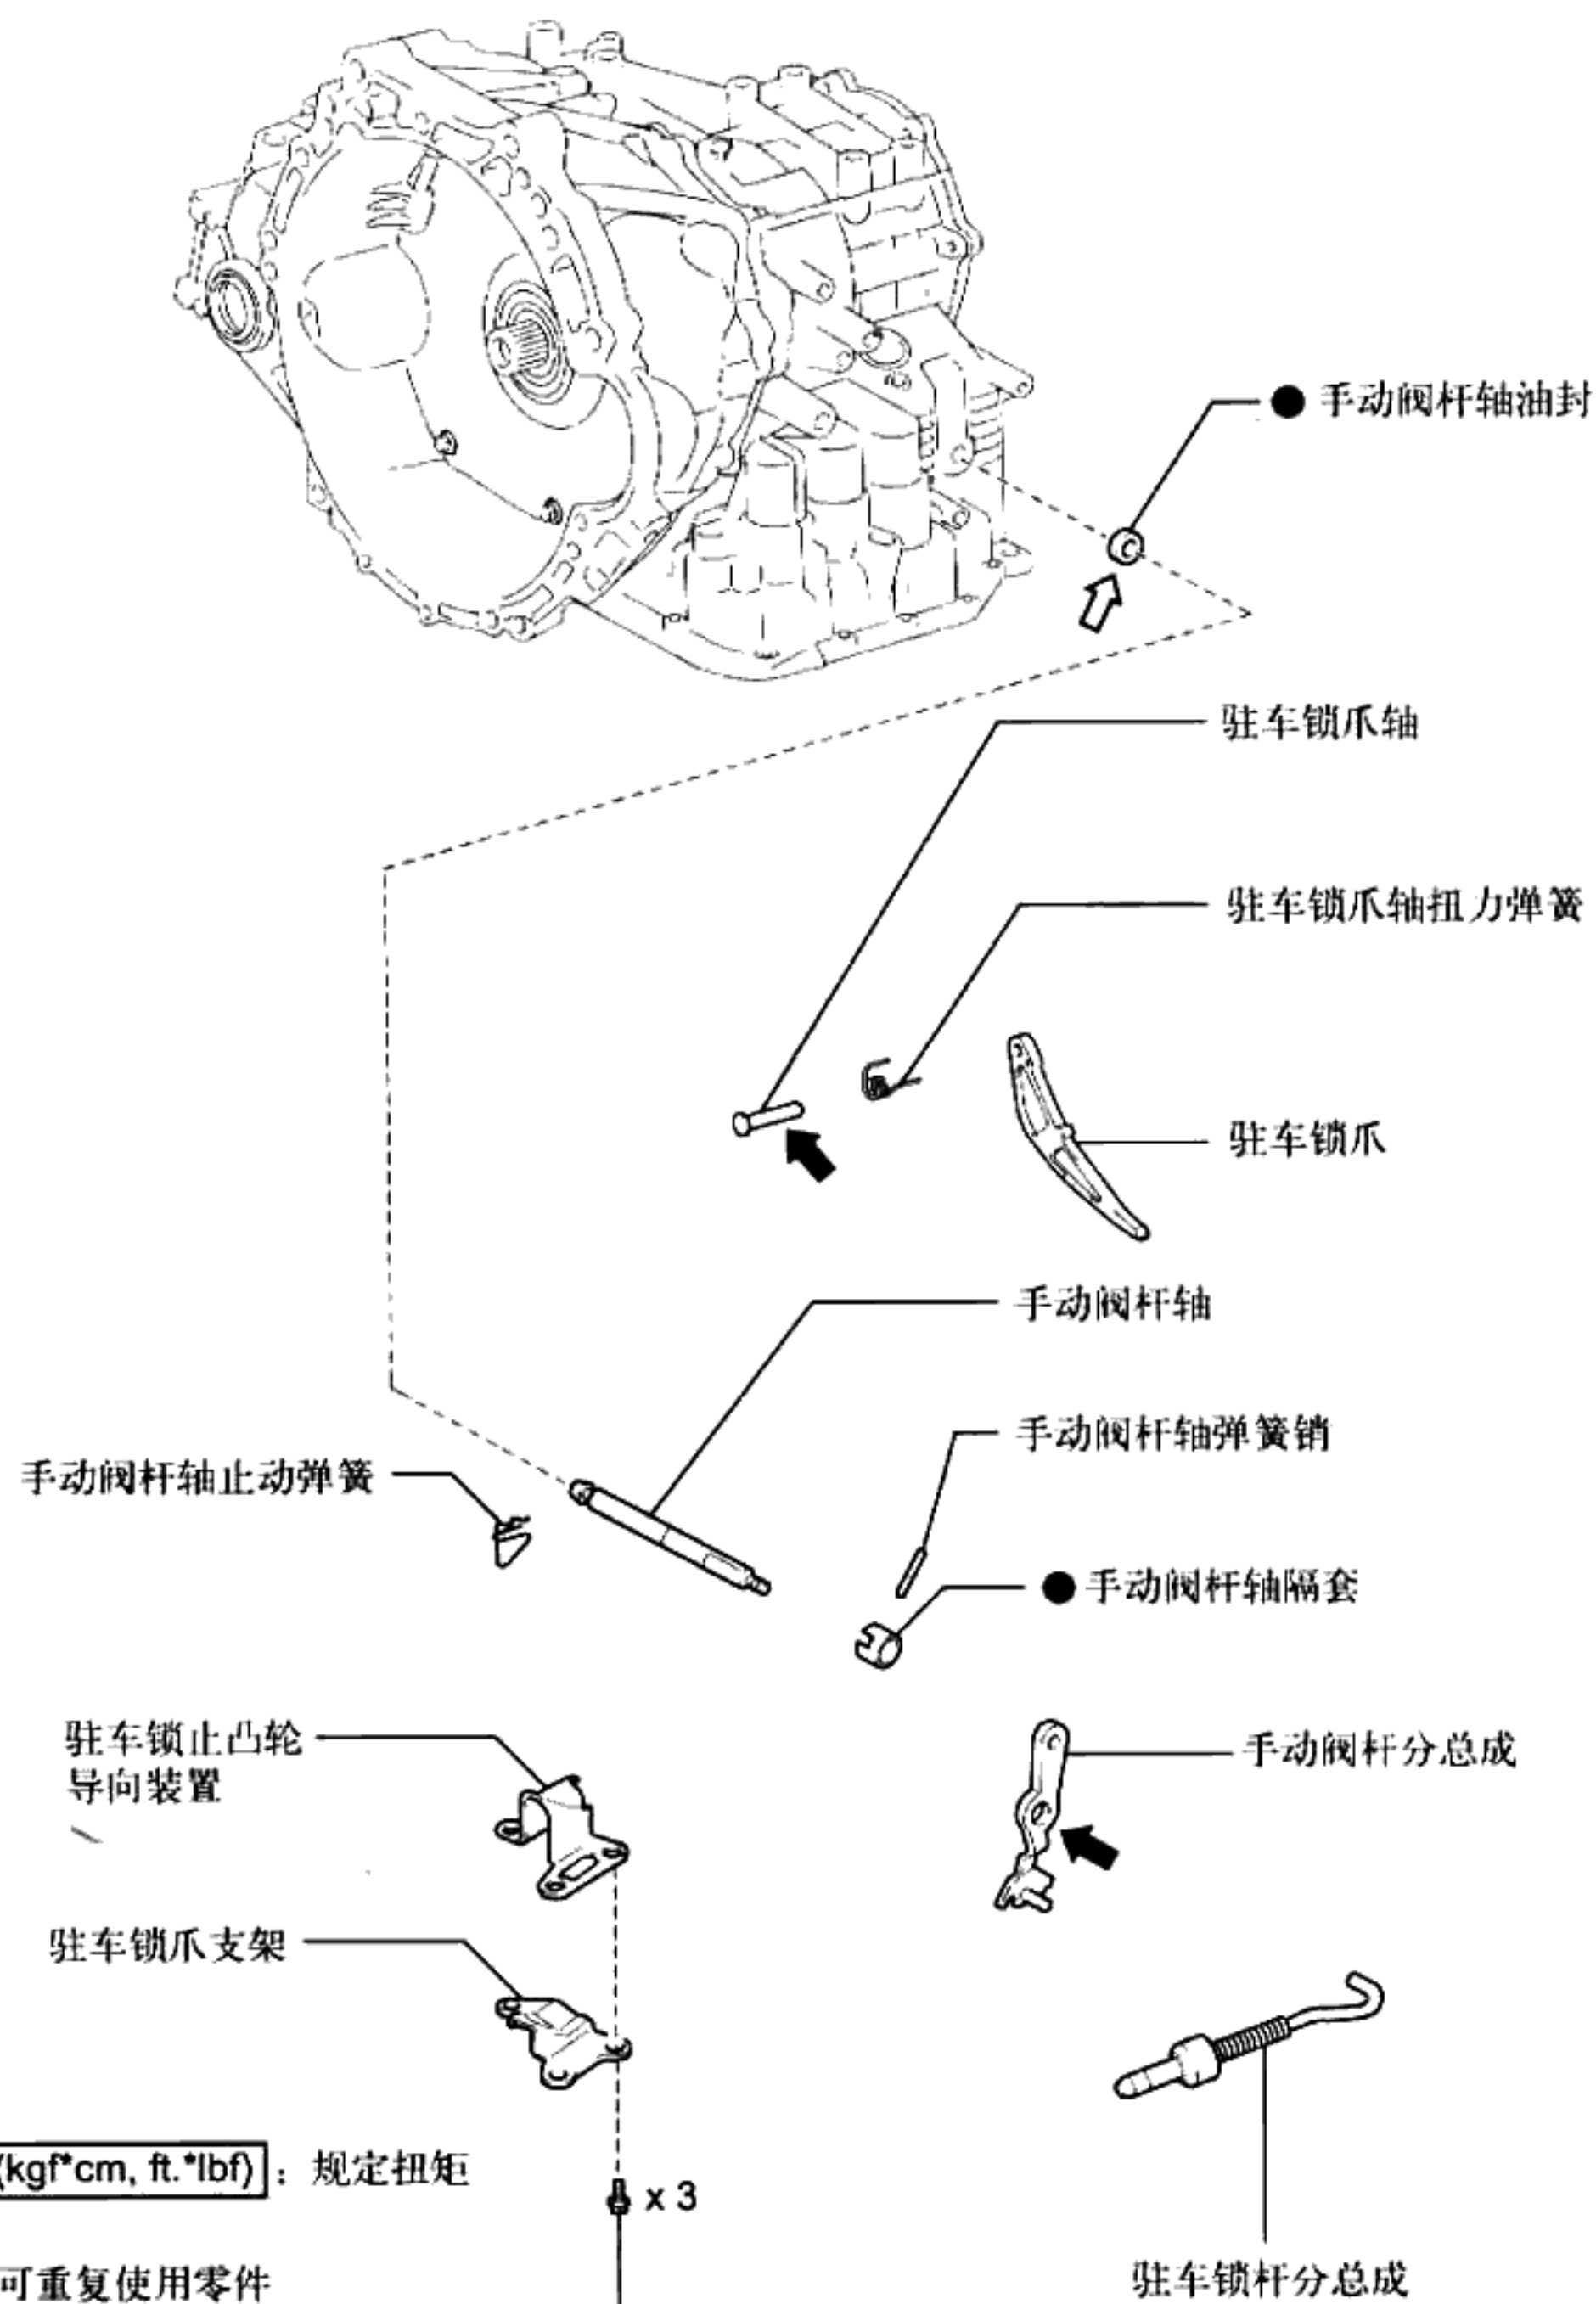 ● 手动阀杆轴油封
驻车锁爪轴
驻车锁爪轴扭力弹簧
驻车锁爪
手动阀杆轴
手动阀杆轴弹簧销
手动阀杆轴止动弹簧
● 手动阀杆轴隔套
驻车锁止凸轮
导向装置
手动阀杆分总成
驻车锁爪支架
(kgf*cm, ft.*lbf) : 规定扭矩
x 3
可重复使用零件
驻车锁杆分总成